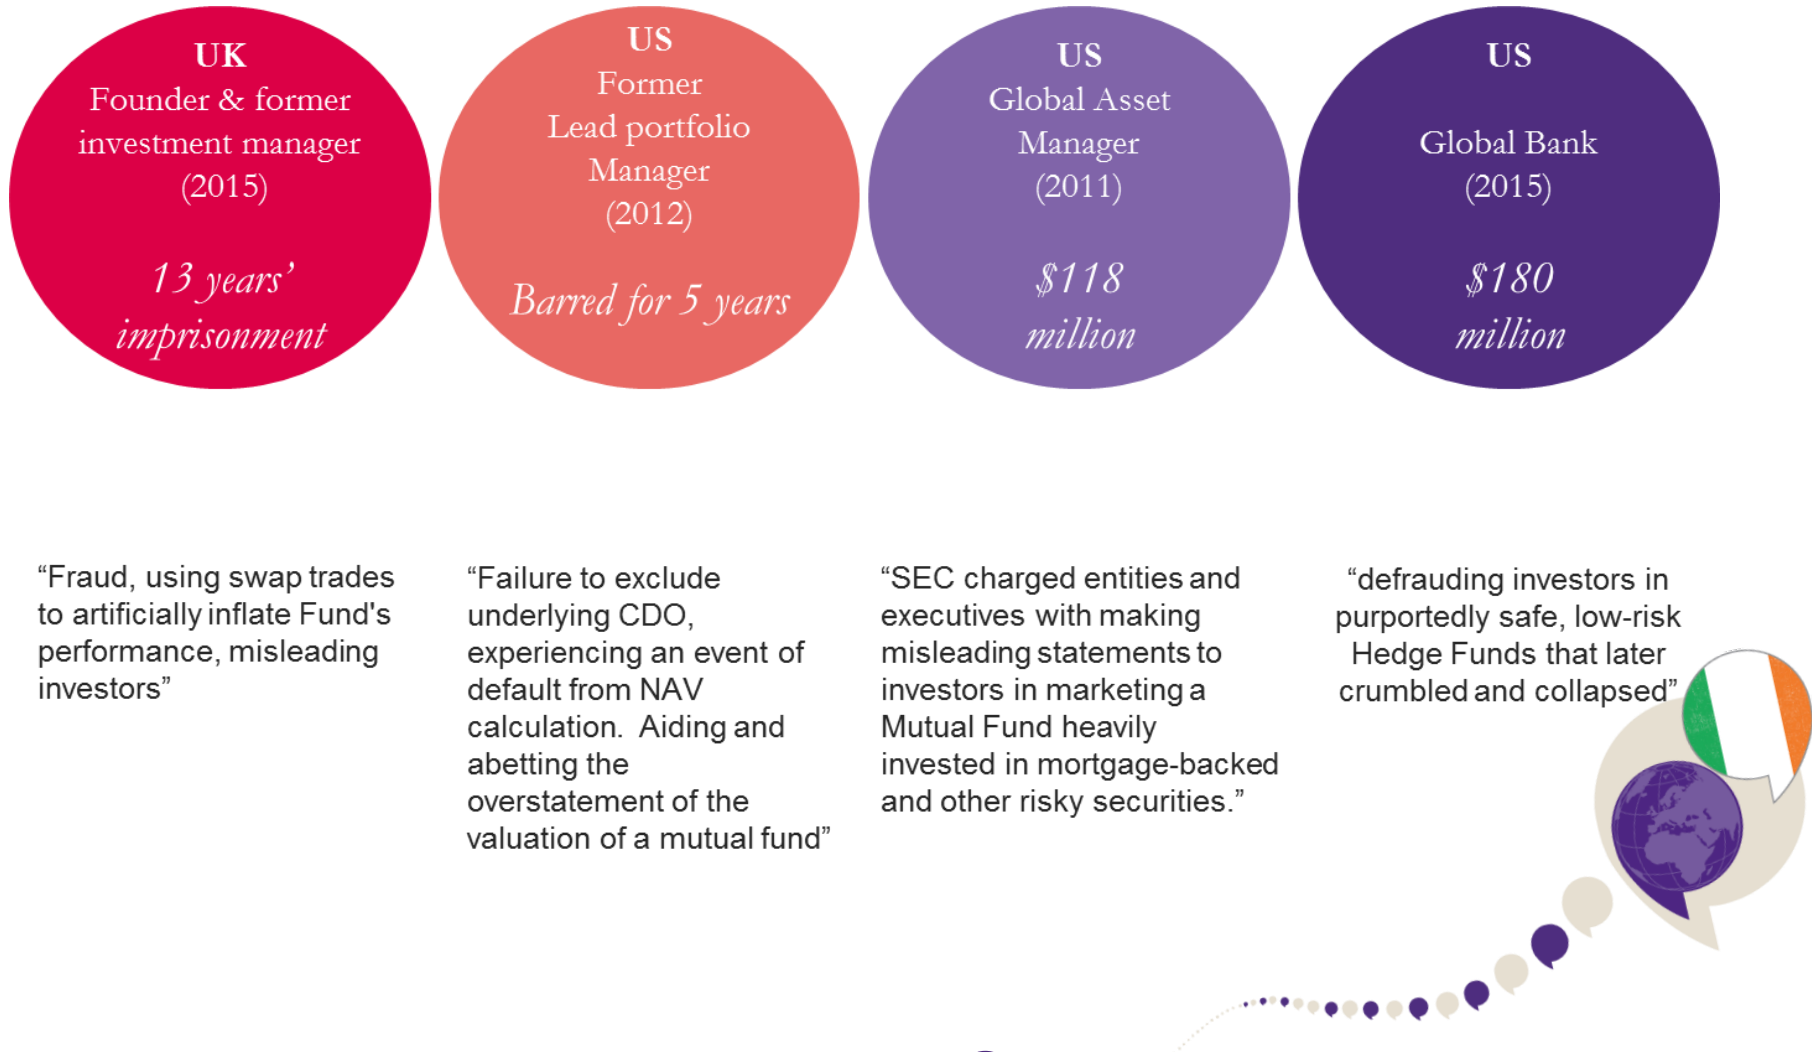 UK
Founder & former
investment manager
(2015)
13 years’
imprisonment
US
Former
Lead portfolio
Manager
(2012)
Barred for 5 years
US
Global Asset
Manager
(2011)
$118
million
US
Global Bank
(2015)
$180
million
“Fraud, using swap trades
to artificially inflate Fund's
performance, misleading
investors”
“Failure to exclude
underlying CDO,
experiencing an event of
default from NAV
calculation. Aiding and
abetting the
overstatement of the
valuation of a mutual fund”
“SEC charged entities and
executives with making
misleading statements to
investors in marketing a
Mutual Fund heavily
invested in mortgage-backed
and other risky securities.”
“defrauding investors in
purportedly safe, low-risk
Hedge Funds that later
crumbled and collapsed”